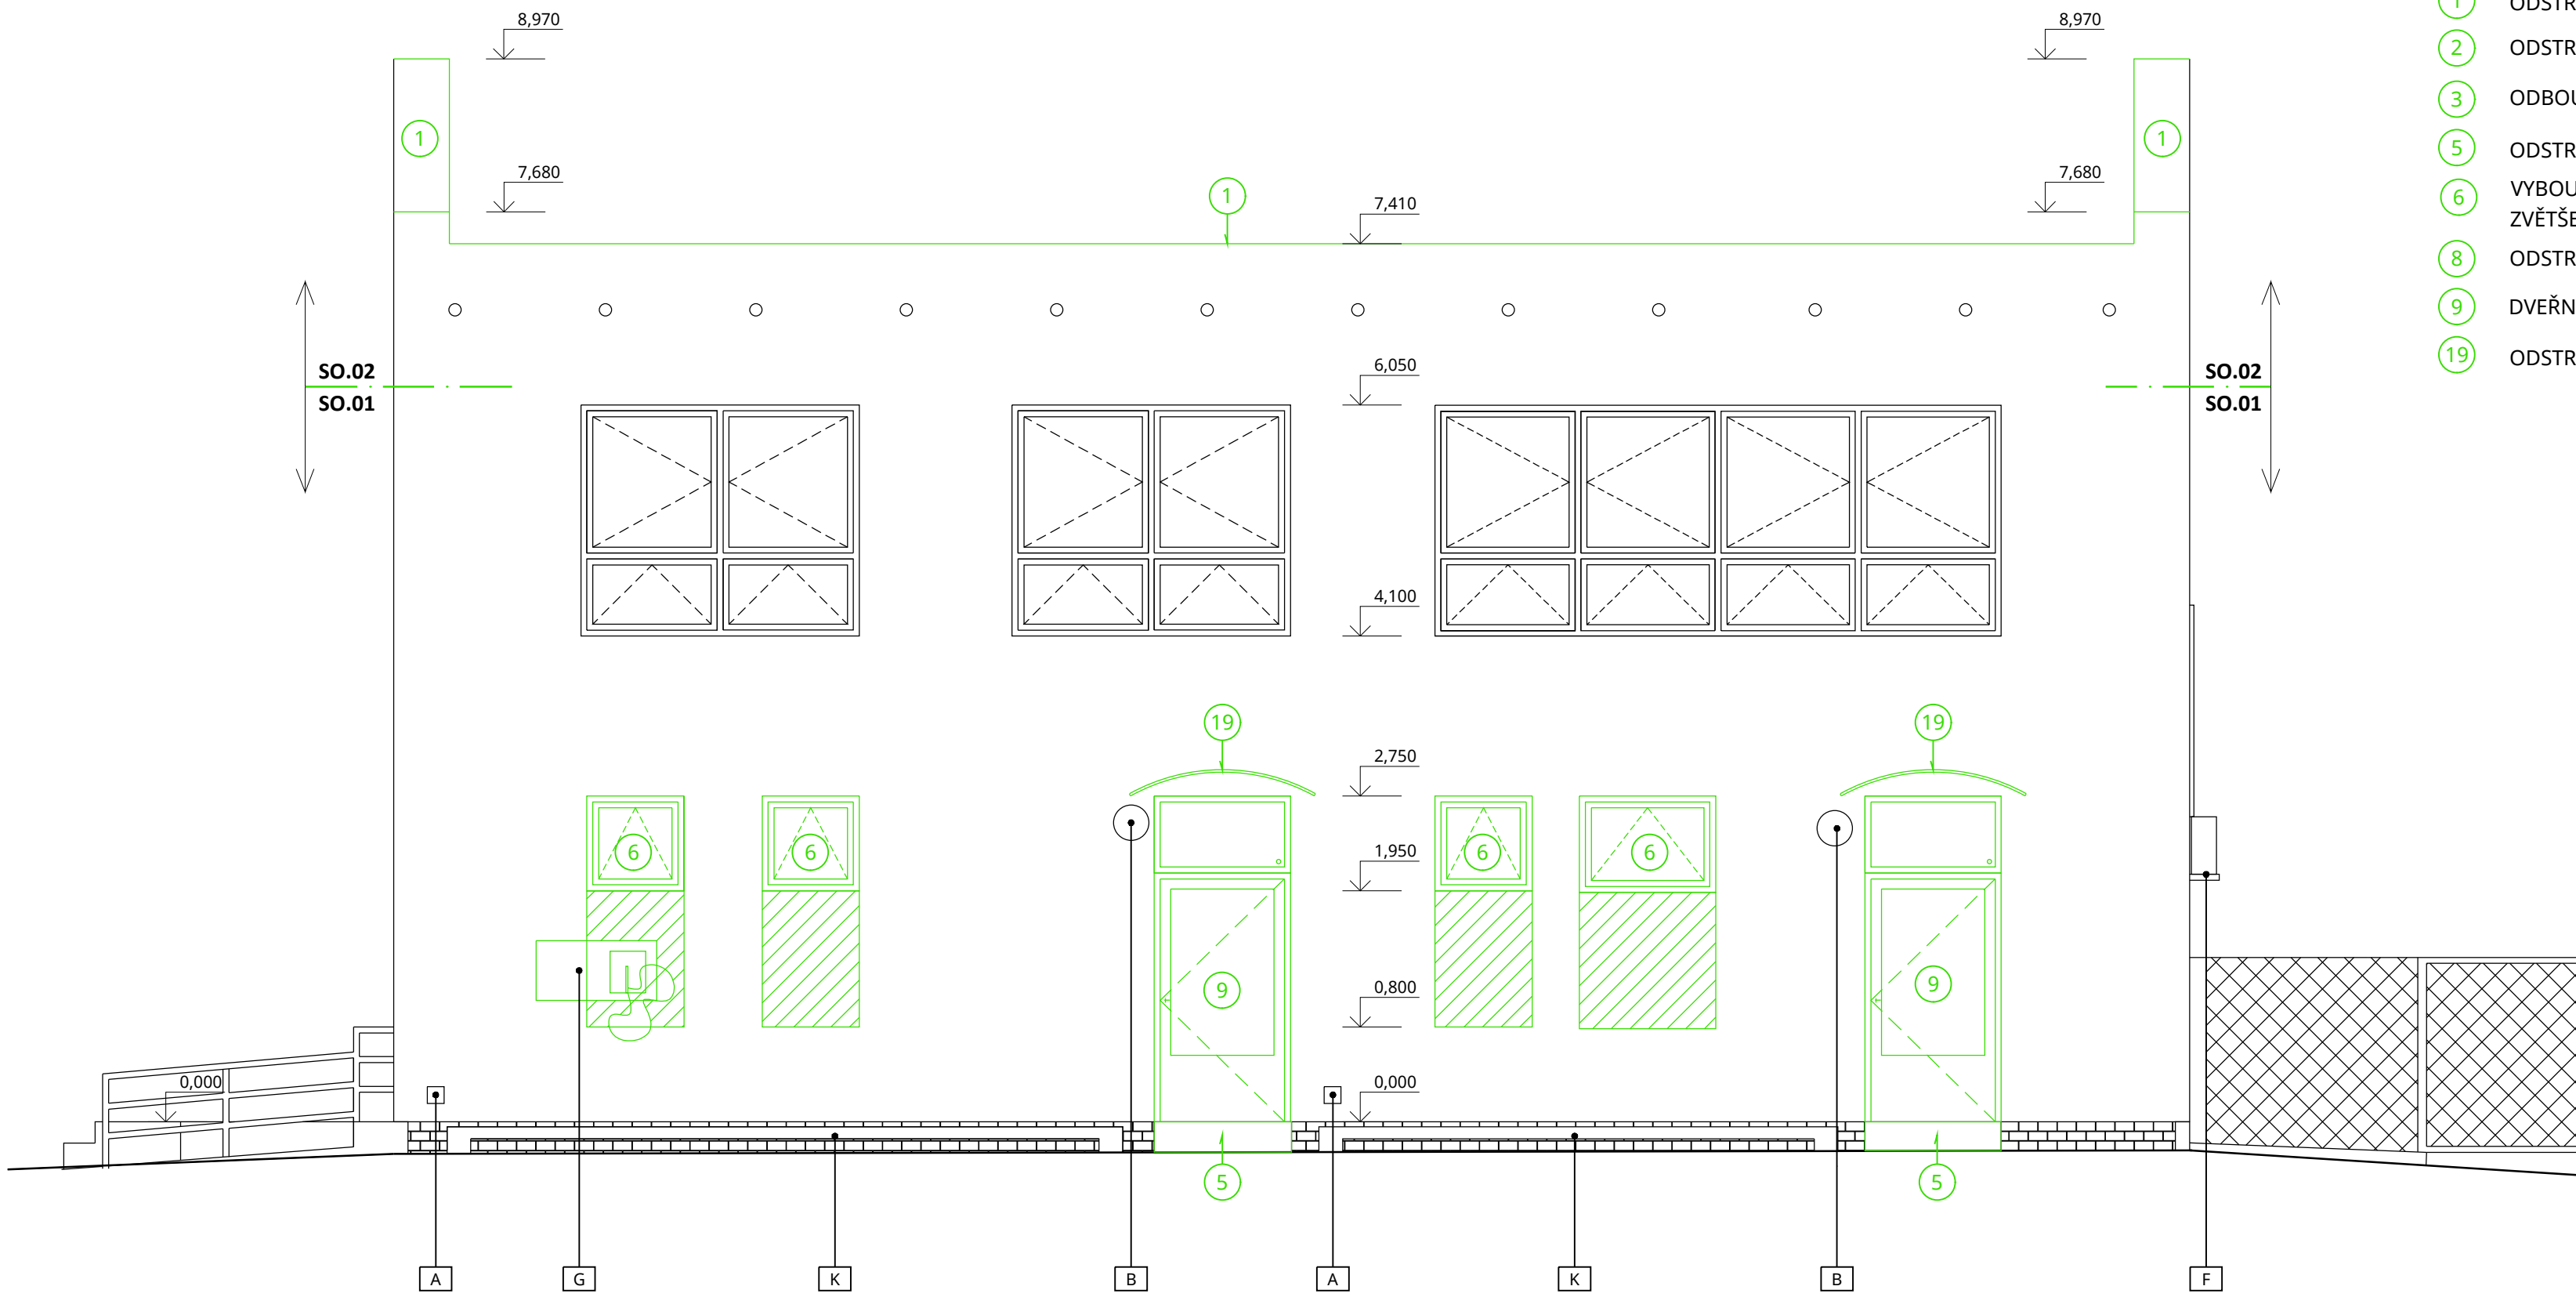 8,970
8,970
1
ODSTR
2
ODSTR
3
ODBOU
5
ODSTR
6
VYBOU
ZVĚTŠE
8
ODSTR
9
DVEŘN
19
ODSTR
1
1
7,680
7,680
1
7,410
SO.02
SO.01
6,050
SO.02
SO.01
4,100
19
19
2,750
6
6
1,950
6
6
9
0,800
9
0,000
0,000
5
5
A
G
K
B
A
K
B
F